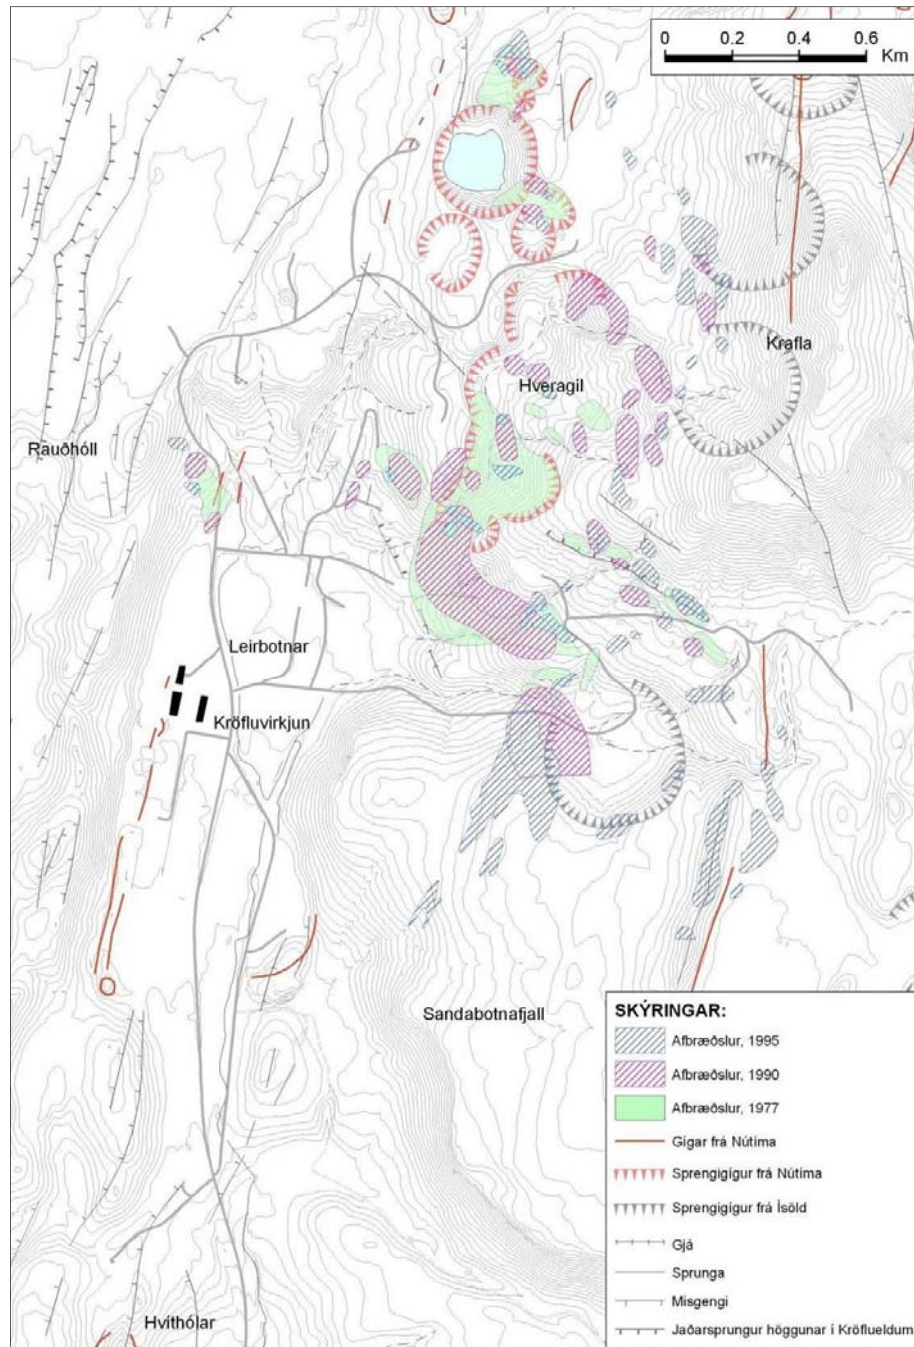 0 0.2 0.4 0.6
Km
Krafla
Hveragil
Rauðhóll
Leirbotnar
Kröfluvirkjun
Sandabotnafjall
Hvíthólar
SKÝRINGAR:
Afbræðslur, 1995
Afbræðslur, 1990
Afbræðslur, 1977
Gígar frá Nútíma
Sprengigígur frá Nútíma
Sprengigígur frá Ísöld
Gjá
Sprunga
Misgengi
Jaðarsprungur höggunar í Kröflueldum